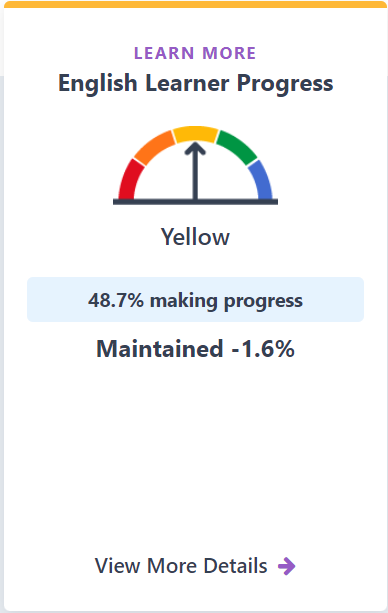 LEARN MORE
English Learner Progress
Yellow
48.7% making progress
Maintained -1.6%
View More Details